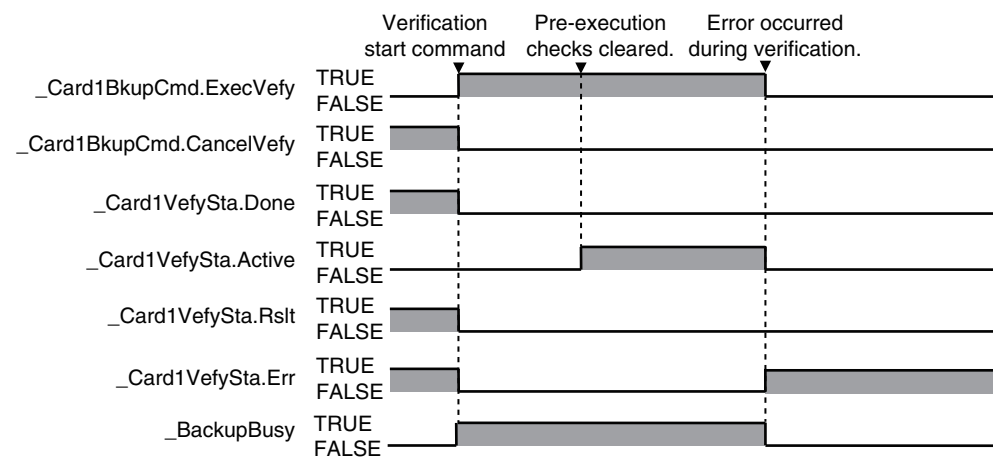 Verification
start command
Pre-execution
checks cleared.
Error occurred
during verification.
_Card1BkupCmd.ExecVefy
TRUE
FALSE
_Card1BkupCmd.CancelVefy
TRUE
FALSE
_Card1VefySta.Done
TRUE
FALSE
_Card1VefySta.Active
TRUE
FALSE
_Card1VefySta.Rslt
TRUE
FALSE
_Card1VefySta.Err
TRUE
FALSE
_BackupBusy
TRUE
FALSE